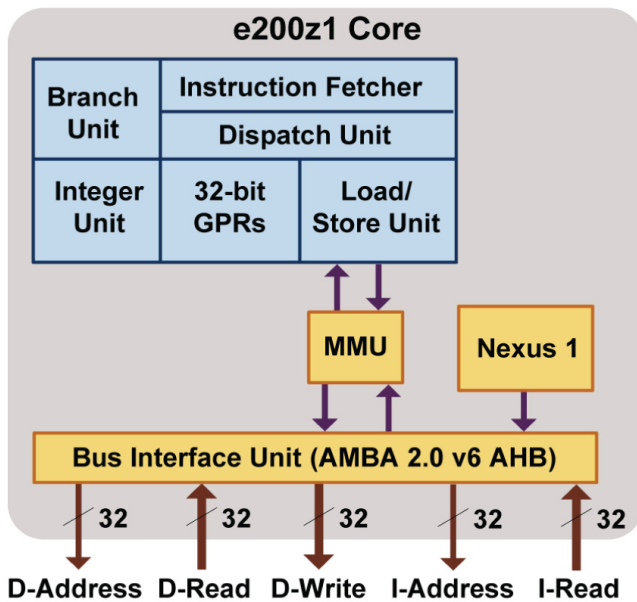 e200z1 Core
Branch
Unit
Instruction Fetcher
Dispatch Unit
Integer
Unit
32-bit
GPRs
Load/
Store Unit
MMU
Nexus 1
Bus Interface Unit (AMBA 2.0 v6 AHB)
32 32 32 32 32
D-Address D-Read D-Write I-Address I-Read